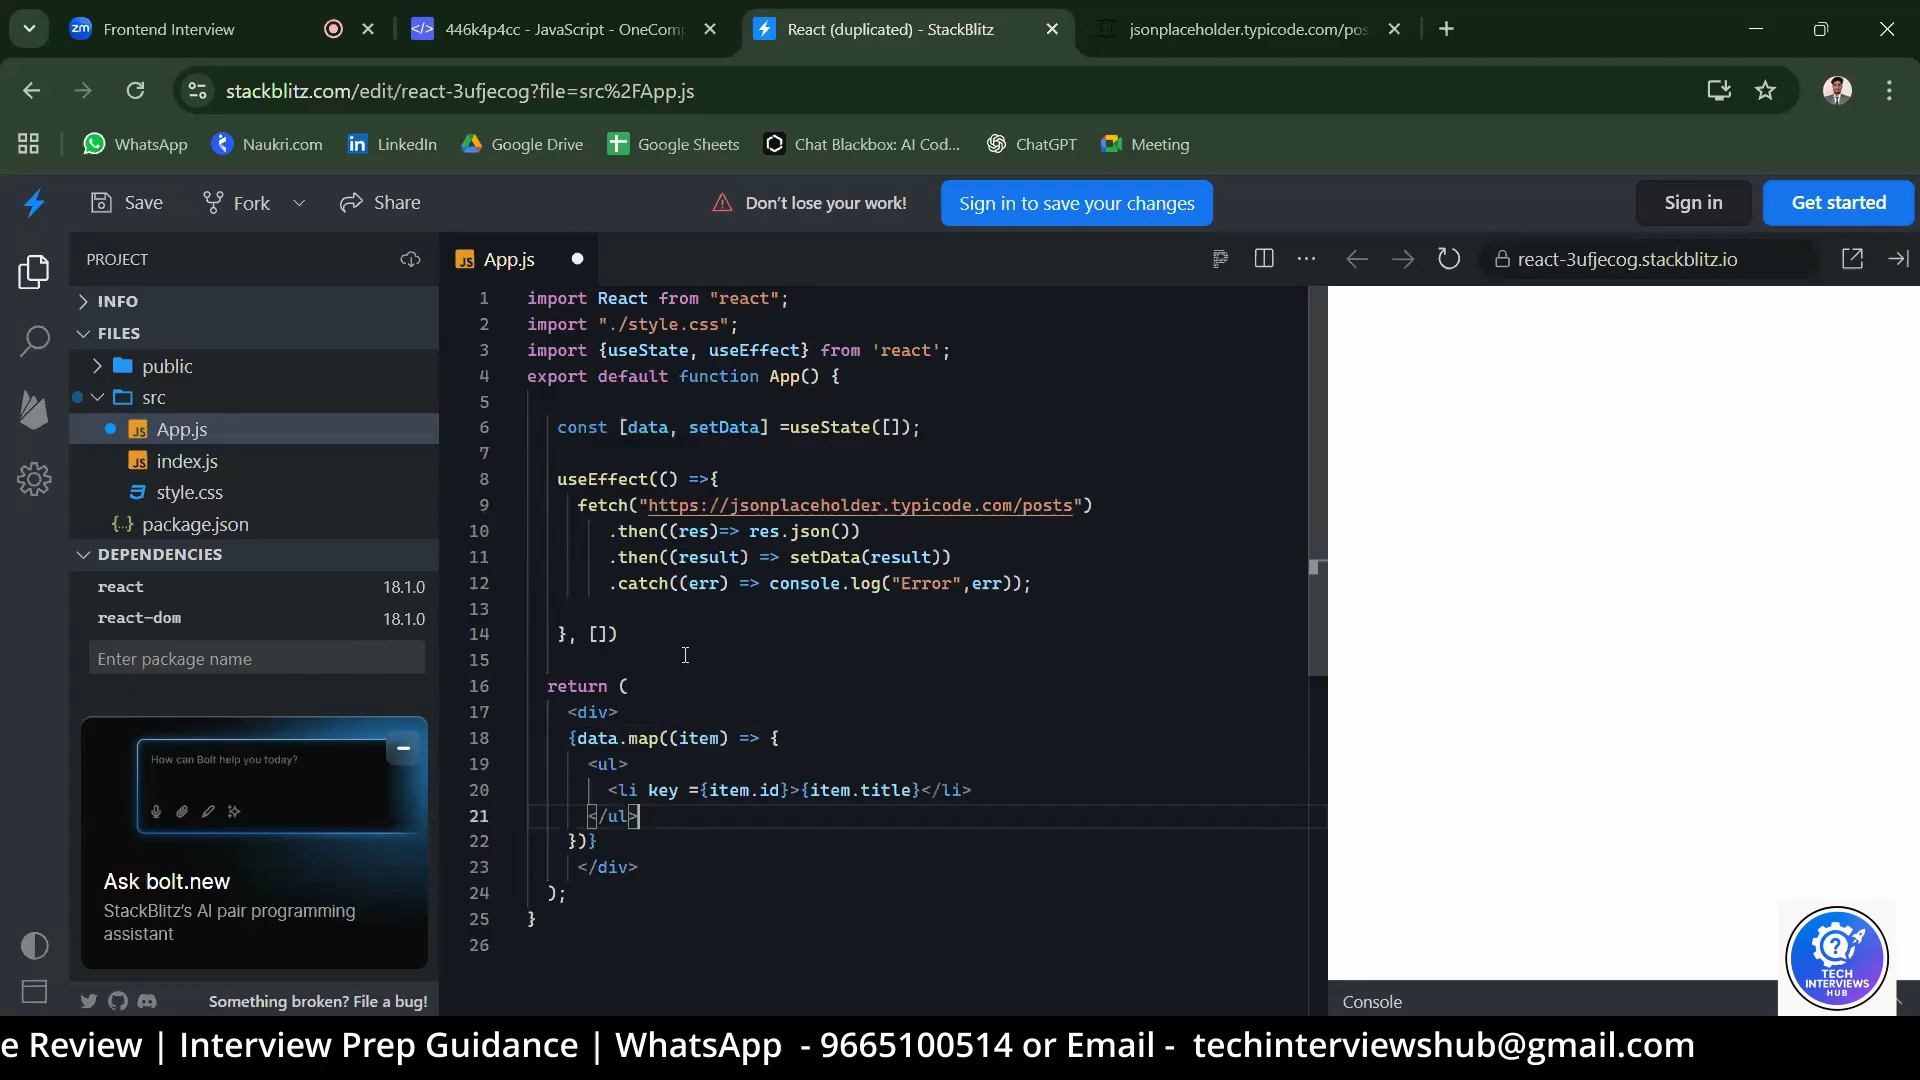 Frontend Interview
446k4p4cc - JavaScript - OneComp
React (duplicated) - StackBlitz
jsonplaceholder.typicode.com/pos
stackblitz.com/edit/react-3ufjecog?file=src%2FApp.js
WhatsApp
Naukri.com
LinkedIn
Google Drive
Google Sheets
Chat Blackbox: AI Cod...
ChatGPT
Meeting
Save
Fork
Share
Don't lose your work!
Sign in to save your changes
Sign in
Get started
PROJECT
INFO
FILES
public
src
App.js
index.js
style.css
package.json
DEPENDENCIES
react 18.1.0
react-dom 18.1.0
Enter package name
How can Bolt help you today?
Ask bolt.new
StackBlitz's AI pair programming
assistant
Something broken? File a bug!
App.js
react-3ufjecog.stackblitz.io
1 import React from "react";
2 import "./style.css";
3 import {useState, useEffect} from 'react';
4 export default function App() {
5
6 const [data, setData] =useState([]);
7
8 useEffect(() =>{
9 fetch("https://jsonplaceholder.typicode.com/posts")
10 .then((res)=> res.json())
11 .then((result) => setData(result))
12 .catch((err) => console.log("Error",err));
13
14 }, [])
15
16 return (
17 <div>
18 {data.map((item) => {
19 <ul>
20 <li key ={item.id}>{item.title}</li>
21 </ul>
22 })}
23 </div>
24 );
25 }
26
Console
TECH
INTERVIEWS
HUB
e Review | Interview Prep Guidance | WhatsApp - 9665100514 or Email - techinterviewshub@gmail.com